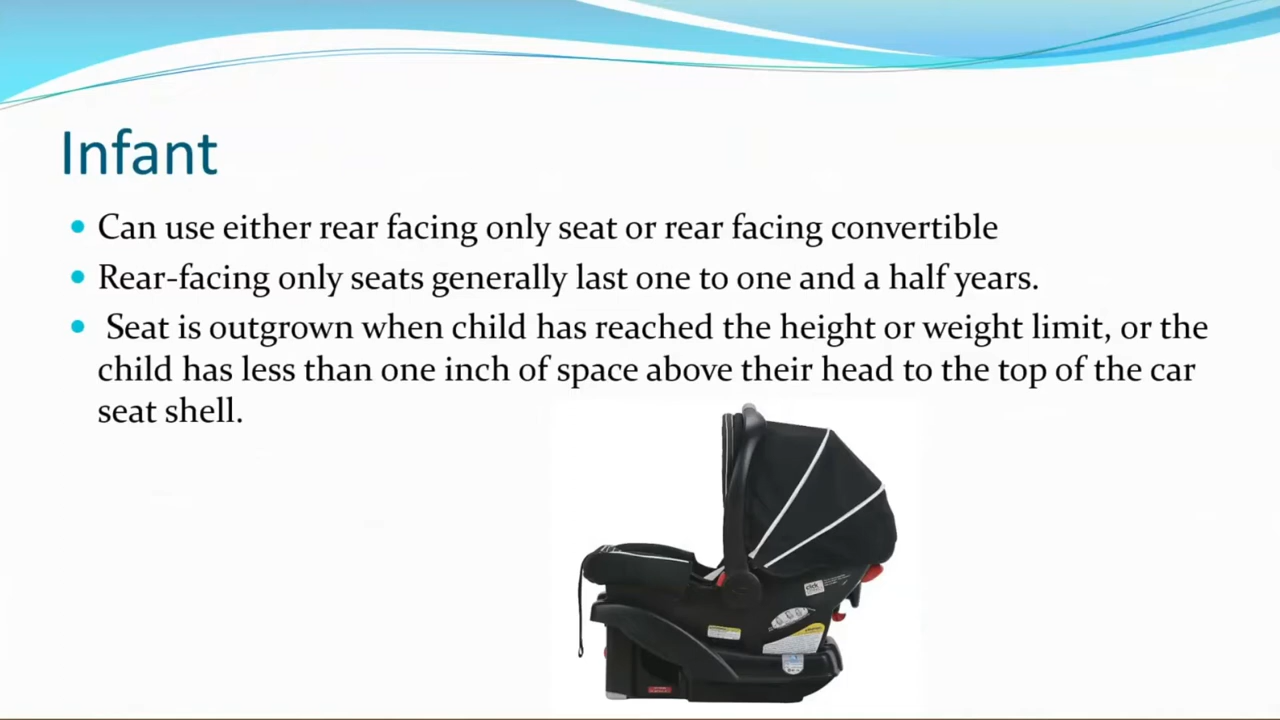 Infant
Can use either rear facing only seat or rear facing convertible
Rear-facing only seats generally last one to one and a half years.
Seat is outgrown when child has reached the height or weight limit, or the
child has less than one inch of space above their head to the top of the car
seat shell.